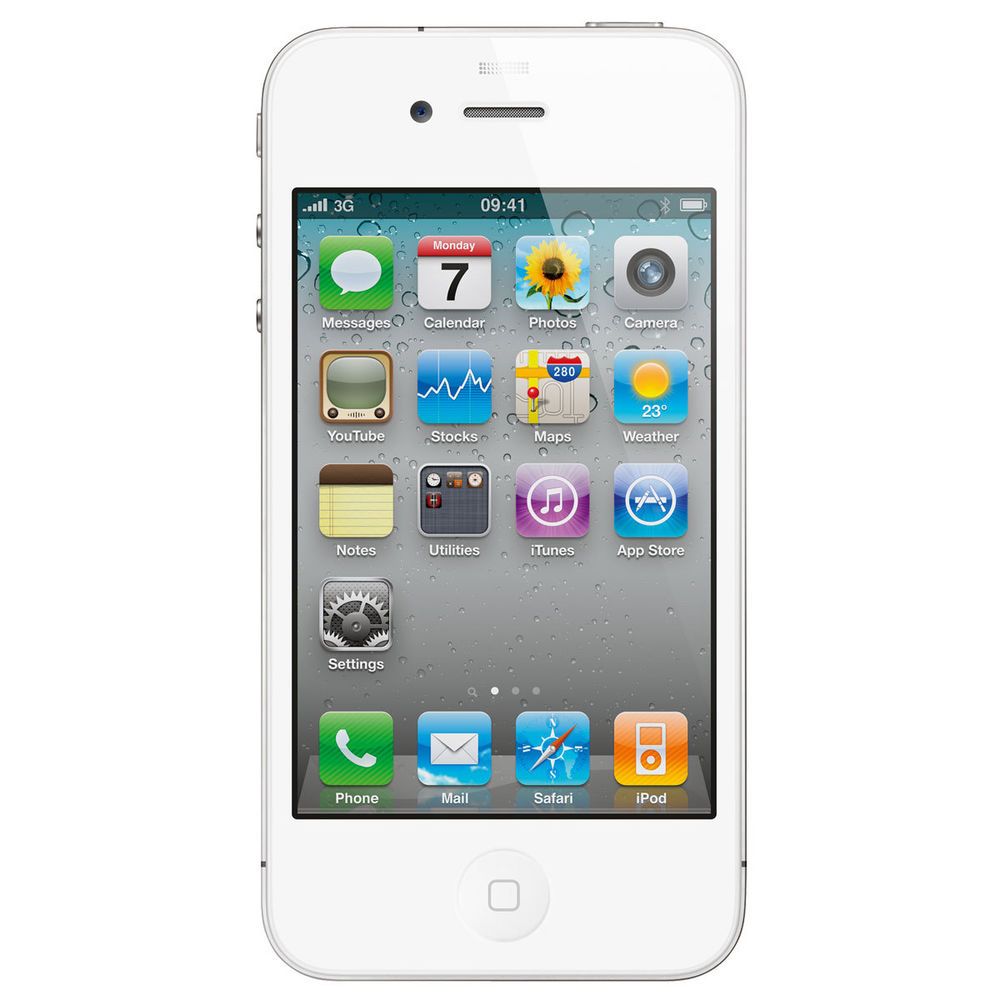 3G 09:41
Monday
7
Messages Calendar Photos Camera
280
23°
YouTube Stocks Maps Weather
Notes Utilities iTunes App Store
Settings
N
S
Phone Mail Safari iPod